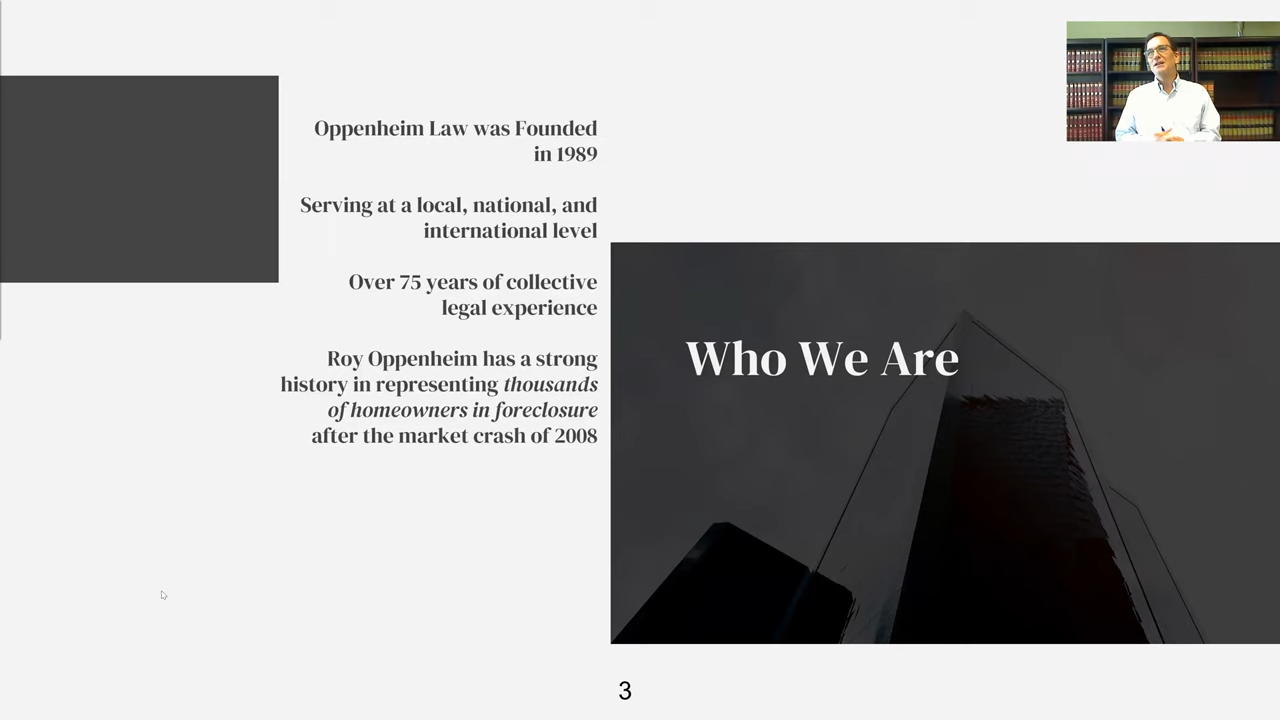 Oppenheim Law was Founded
in 1989
Serving at a local, national, and
international level
Over 75 years of collective
legal experience
Roy Oppenheim has a strong
history in representing thousands
of homeowners in foreclosure
after the market crash of 2008
Who We Are
3